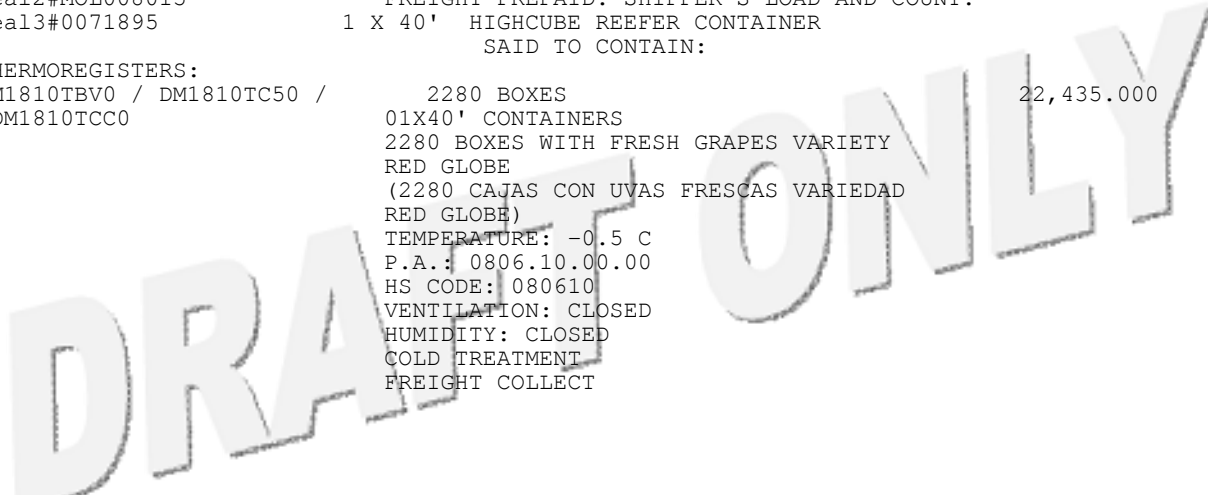 FREIGHT PREPAID. SHIPPER'S LOAD AND COUNT.
eal3#0071895 1 X 40' HIGHCUBE REEFER CONTAINER
SAID TO CONTAIN:
HERMOREGISTERS:
M1810TBV0 / DM1810TC50 / 2280 BOXES 22,435.000
DM1810TCC0 01X40' CONTAINERS
2280 BOXES WITH FRESH GRAPES VARIETY
RED GLOBE
(2280 CAJAS CON UVAS FRESCAS VARIEDAD
RED GLOBE)
TEMPERATURE: -0.5 C
P.A.: 0806.10.00.00
HS CODE: 080610
VENTILATION: CLOSED
HUMIDITY: CLOSED
COLD TREATMENT
FREIGHT COLLECT
DRAFT ONLY